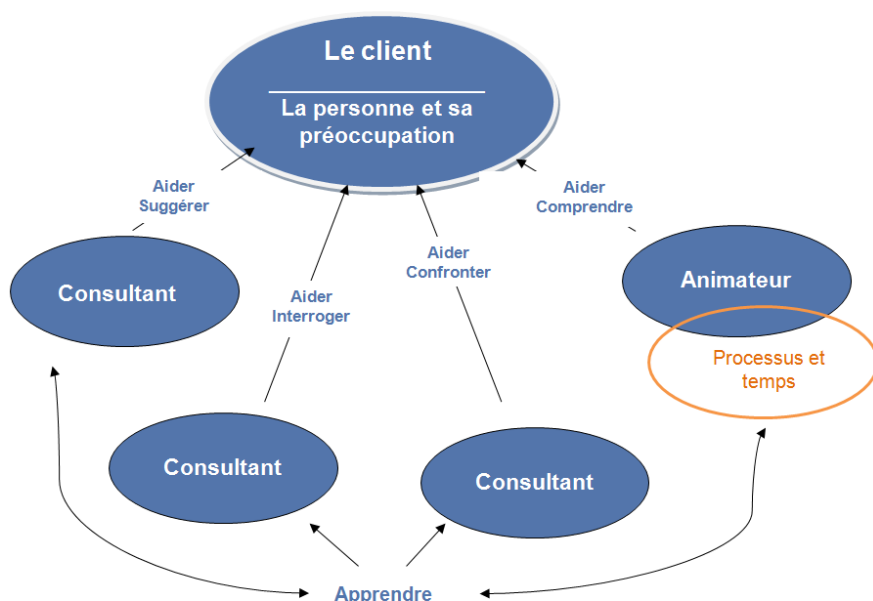 Le client
La personne et sa
préoccupation
Aider
Suggérer
Aider
Comprendre
Aider
Confronter
Aider
Interroger
Consultant
Animateur
Processus et
temps
Consultant
Consultant
Apprendre